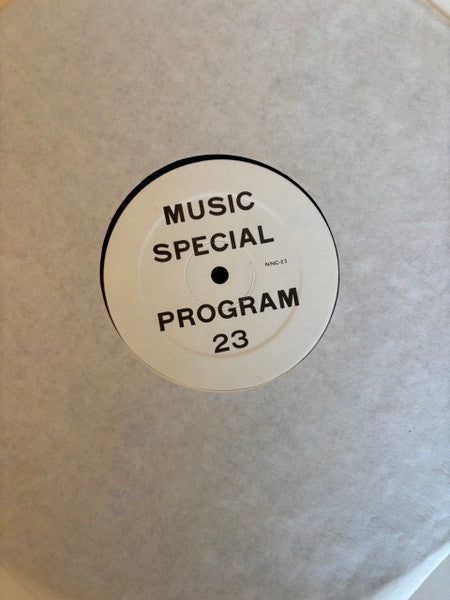 MUSIC
SPECIAL
NNC-23
PROGRAM
23